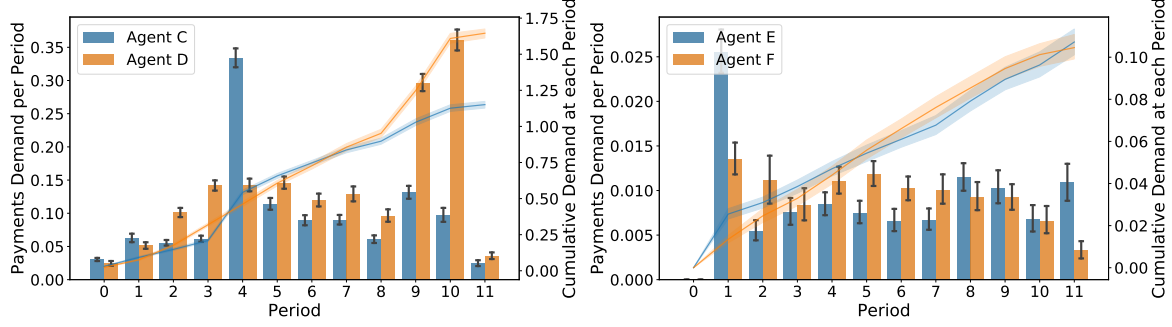 Payments Demand per Period
0.35
0.30
0.25
0.20
0.15
0.10
0.05
0.00
Agent C
Agent D
0 1 2 3 4 5 6 7 8 9 10 11
Period
1.75
1.50
1.25
1.00
0.75
0.50
0.25
0.00
Cumulative Demand at each Period
Payments Demand per Period
0.025
0.020
0.015
0.010
0.005
0.000
Agent E
Agent F
0 1 2 3 4 5 6 7 8 9 10 11
Period
0.10
0.08
0.06
0.04
0.02
0.00
Cumulative Demand at each Period